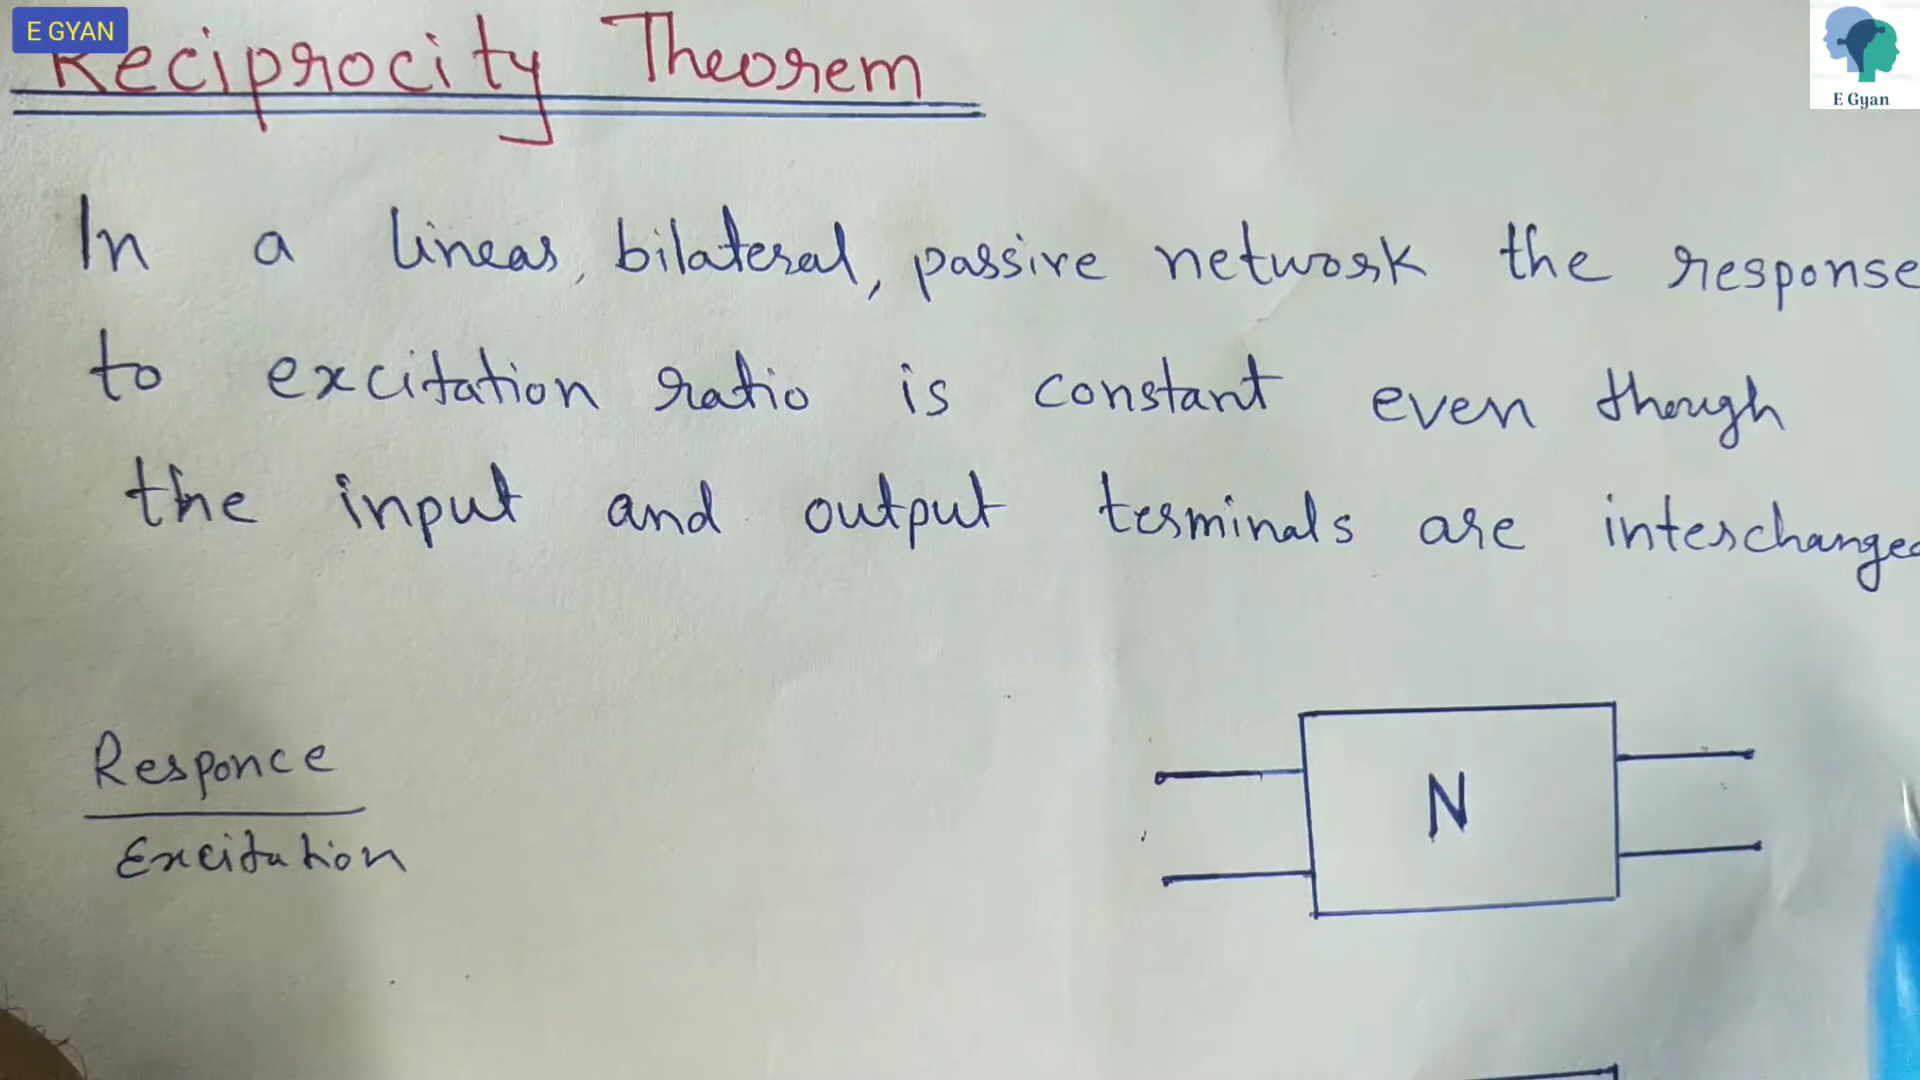 E GYAN
Reciprocity Theorem
E Gyan
In a linear, bilateral, passive network the response
to excitation ratio is constant even though
the input and output terminals are interchanged
Responce
Excitation
N